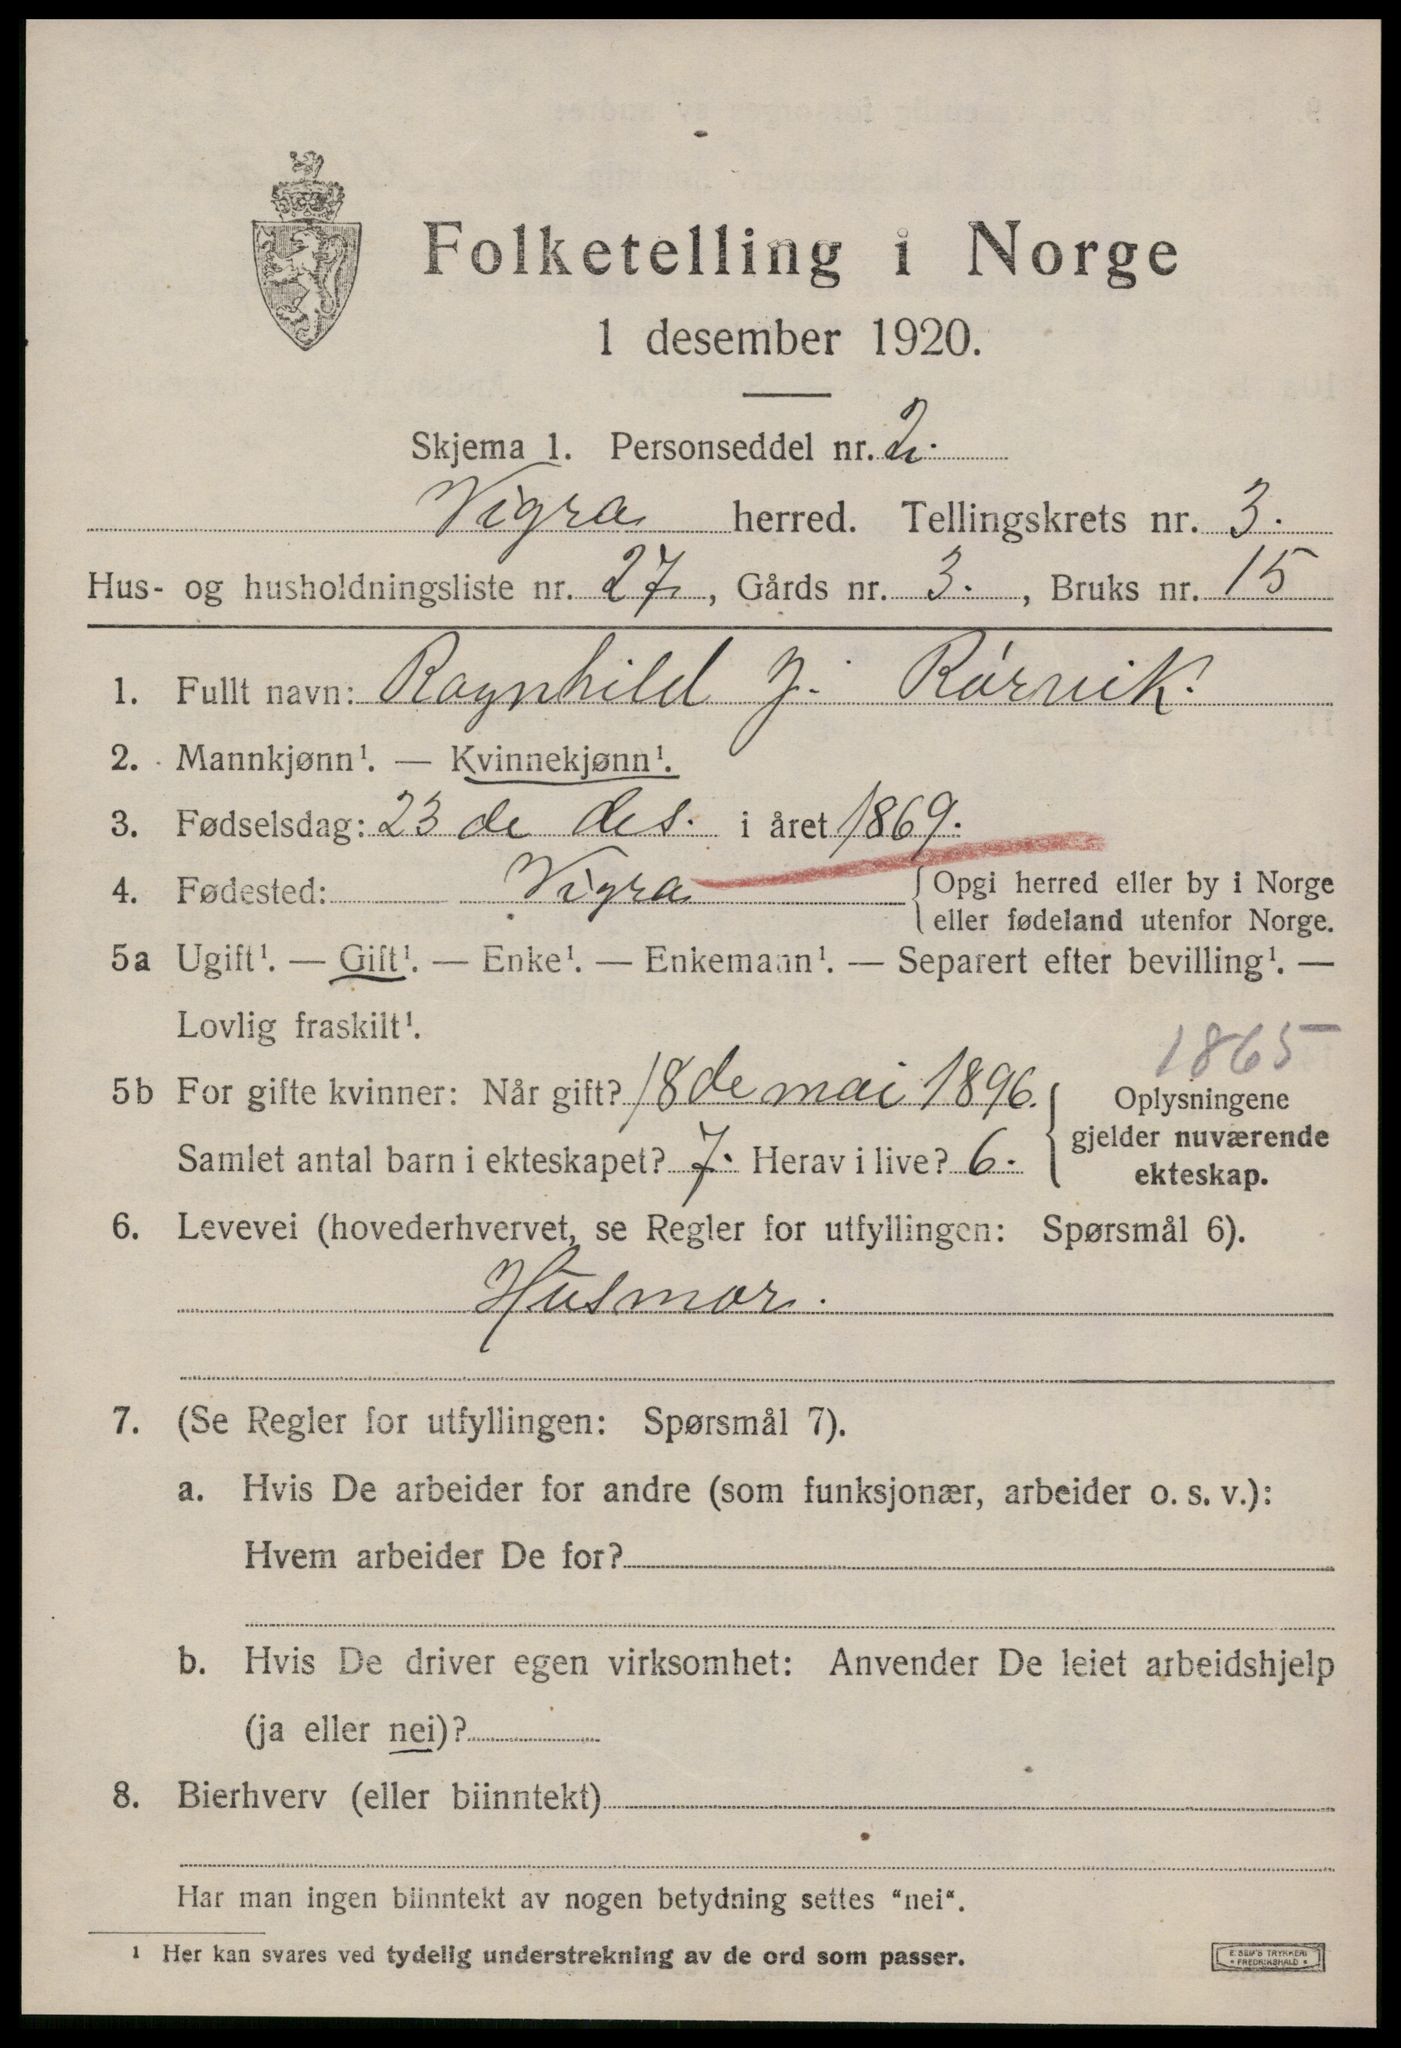 Folketelling i Norge
1 desember 1920.
Skjema 1. Personseddel nr. 2.
Vigra herred. Tellingskrets nr. 3.
Hus- og husholdningsliste nr. 27, Gårds nr. 3., Bruks nr. 15
1. Fullt navn: Ragnhild J. Rørvik.
2. Mannkjønn¹. — Kvinnekjønn¹.
3. Fødselsdag: 23 de des. i året 1869.
4. Fødested: Vigra {Opgi herred eller by i Norge
eller fødeland utenfor Norge.
5a Ugift¹. — Gift¹. — Enke¹. — Enkemann¹. — Separert efter bevilling¹. —
Lovlig fraskilt¹.
1865
5b For gifte kvinner: Når gift? 18 de mai 1896. { Oplysningene
gjelder nuværende
Samlet antal barn i ekteskapet? 7. Herav i live? 6.
ekteskap.
6. Levevei (hovederhvervet, se Regler for utfyllingen: Spørsmål 6).
Husmor.
7. (Se Regler for utfyllingen: Spørsmål 7).
a. Hvis De arbeider for andre (som funksjonær, arbeider o. s. v.):
Hvem arbeider De for?
b. Hvis De driver egen virksomhet: Anvender De leiet arbeidshjelp
(ja eller nei)?
8. Bierhverv (eller biinntekt)
Har man ingen biinntekt av nogen betydning settes "nei".
¹ Her kan svares ved tydelig understrekning av de ord som passer.
E. SEM'S TRYKKERI
* FREDRIKSHALD *